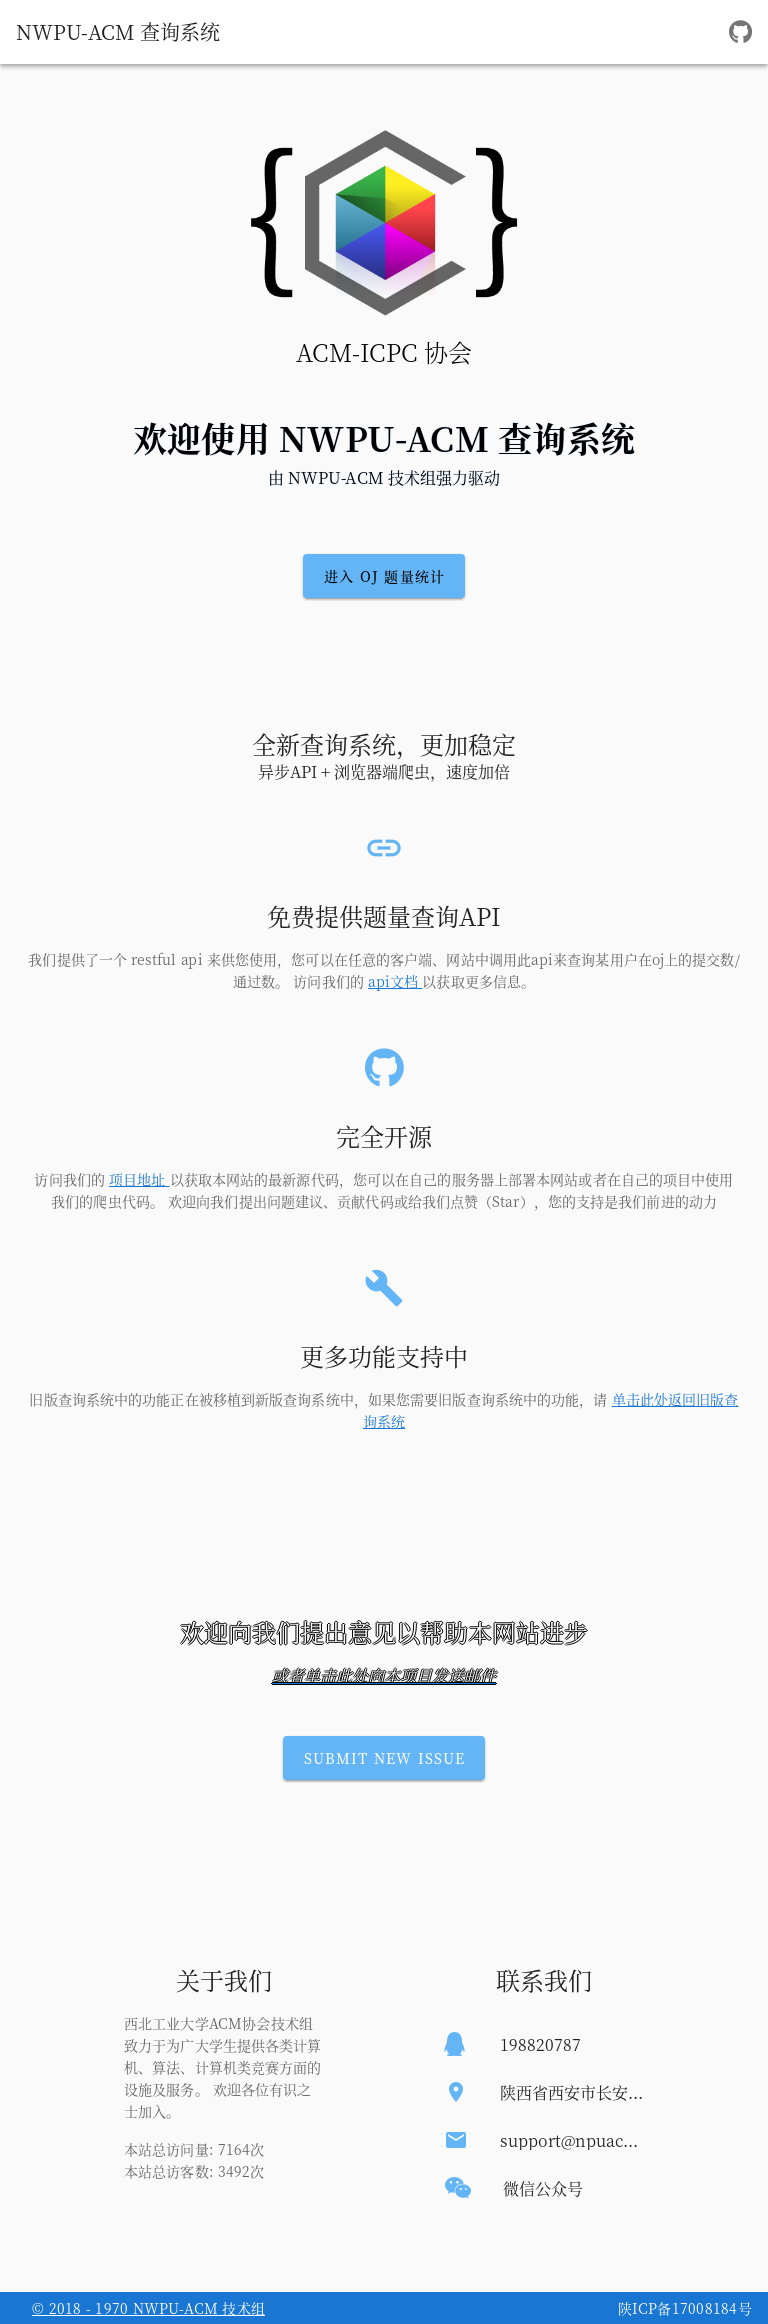 NWPU-ACM 查询系统
ACM-ICPC 协会
欢迎使用 NWPU-ACM 查询系统
由 NWPU-ACM 技术组强力驱动
进入 OJ 题量统计
全新查询系统，更加稳定
异步API + 浏览器端爬虫，速度加倍
免费提供题量查询API
我们提供了一个 restful api 来供您使用，您可以在任意的客户端、网站中调用此api来查询某用户在oj上的提交数/
通过数。 访问我们的 api文档 以获取更多信息。
完全开源
访问我们的 项目地址 以获取本网站的最新源代码，您可以在自己的服务器上部署本网站或者在自己的项目中使用
我们的爬虫代码。 欢迎向我们提出问题建议、贡献代码或给我们点赞（Star），您的支持是我们前进的动力
更多功能支持中
旧版查询系统中的功能正在被移植到新版查询系统中，如果您需要旧版查询系统中的功能，请 单击此处返回旧版查
询系统
欢迎向我们提出意见以帮助本网站进步
或者单击此处向本项目发送邮件
SUBMIT NEW ISSUE
关于我们
西北工业大学ACM协会技术组
致力于为广大学生提供各类计算
机、算法、计算机类竞赛方面的
设施及服务。 欢迎各位有识之
士加入。
本站总访问量: 7164次
本站总访客数: 3492次
联系我们
198820787
陕西省西安市长安...
support@npuac...
微信公众号
© 2018 - 1970 NWPU-ACM 技术组
陕ICP备17008184号